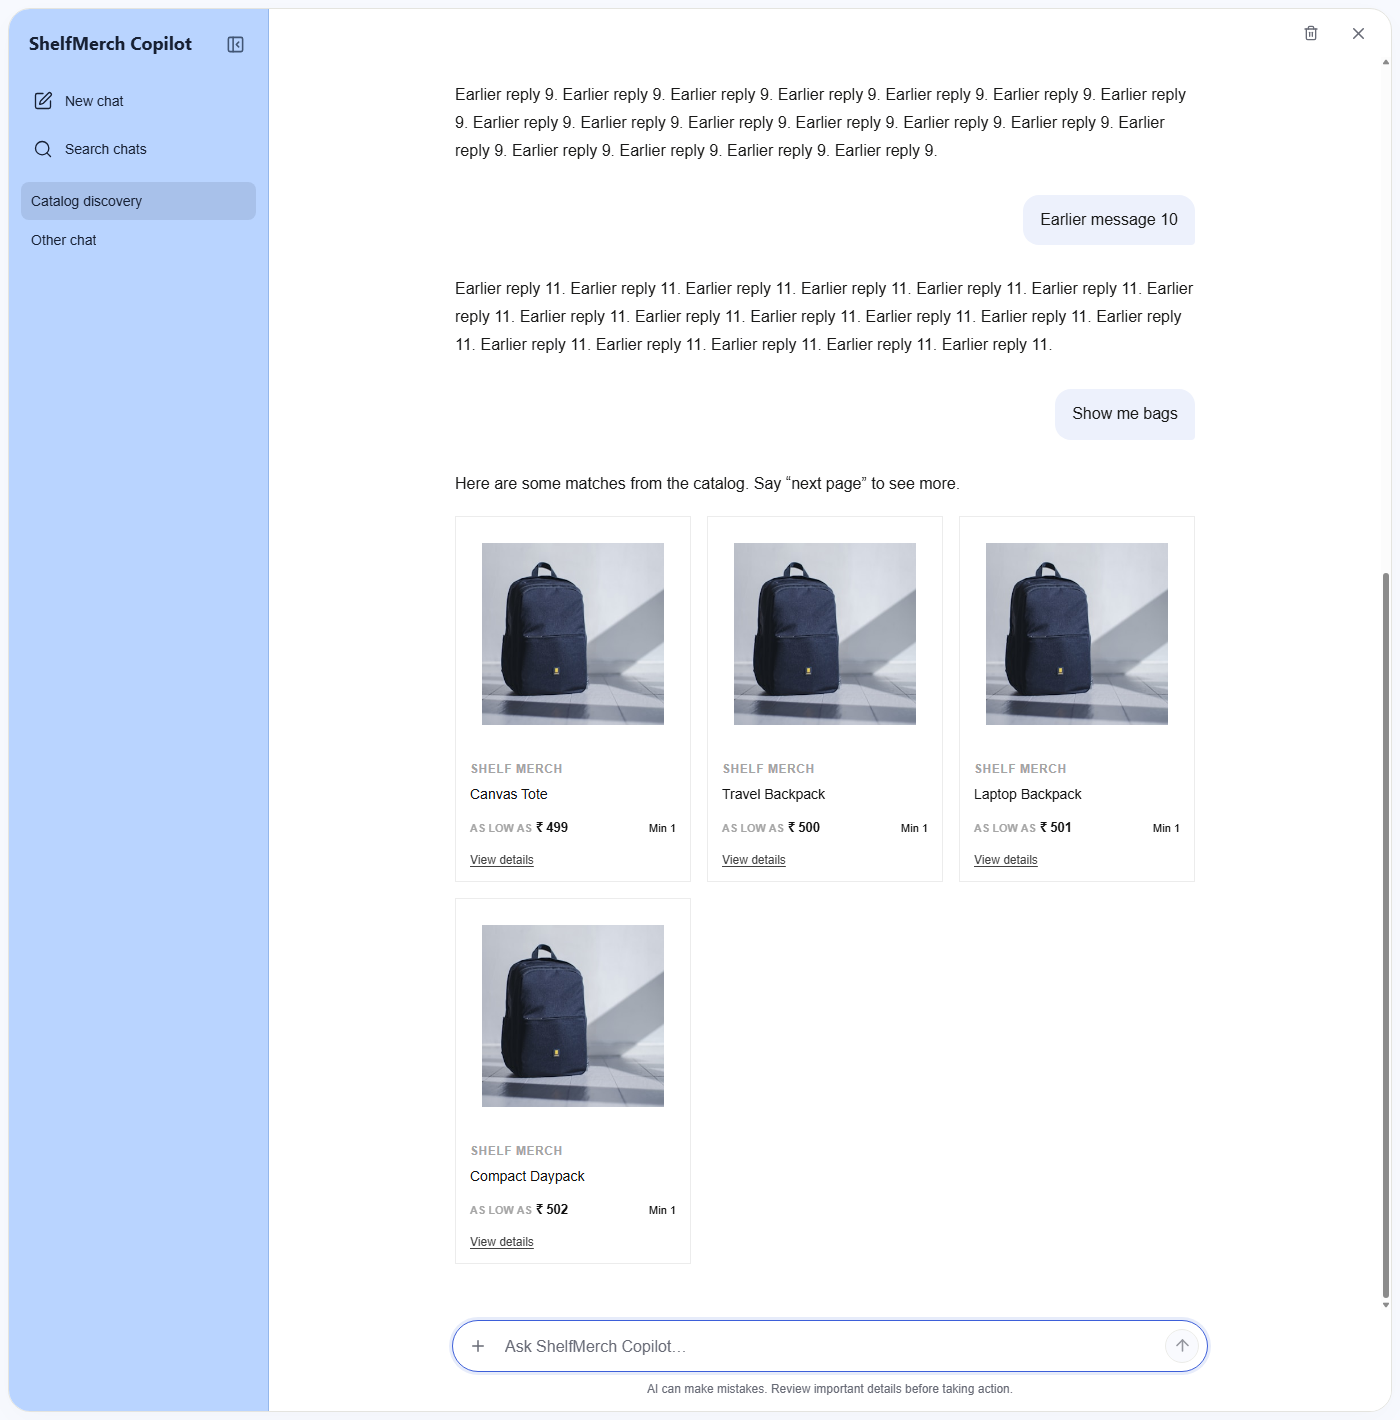 ShelfMerch Copilot
New chat
Search chats
Catalog discovery
Other chat
Earlier reply 9. Earlier reply 9. Earlier reply 9. Earlier reply 9. Earlier reply 9. Earlier reply 9. Earlier reply
9. Earlier reply 9. Earlier reply 9. Earlier reply 9. Earlier reply 9. Earlier reply 9. Earlier reply 9. Earlier
reply 9. Earlier reply 9. Earlier reply 9. Earlier reply 9. Earlier reply 9.
Earlier message 10
Earlier reply 11. Earlier reply 11. Earlier reply 11. Earlier reply 11. Earlier reply 11. Earlier reply 11. Earlier
reply 11. Earlier reply 11. Earlier reply 11. Earlier reply 11. Earlier reply 11. Earlier reply 11. Earlier reply
11. Earlier reply 11. Earlier reply 11. Earlier reply 11. Earlier reply 11. Earlier reply 11.
Show me bags
Here are some matches from the catalog. Say “next page” to see more.
SHELF MERCH
Canvas Tote
AS LOW AS ₹ 499 Min 1
View details
SHELF MERCH
Travel Backpack
AS LOW AS ₹ 500 Min 1
View details
SHELF MERCH
Laptop Backpack
AS LOW AS ₹ 501 Min 1
View details
SHELF MERCH
Compact Daypack
AS LOW AS ₹ 502 Min 1
View details
Ask ShelfMerch Copilot…
AI can make mistakes. Review important details before taking action.